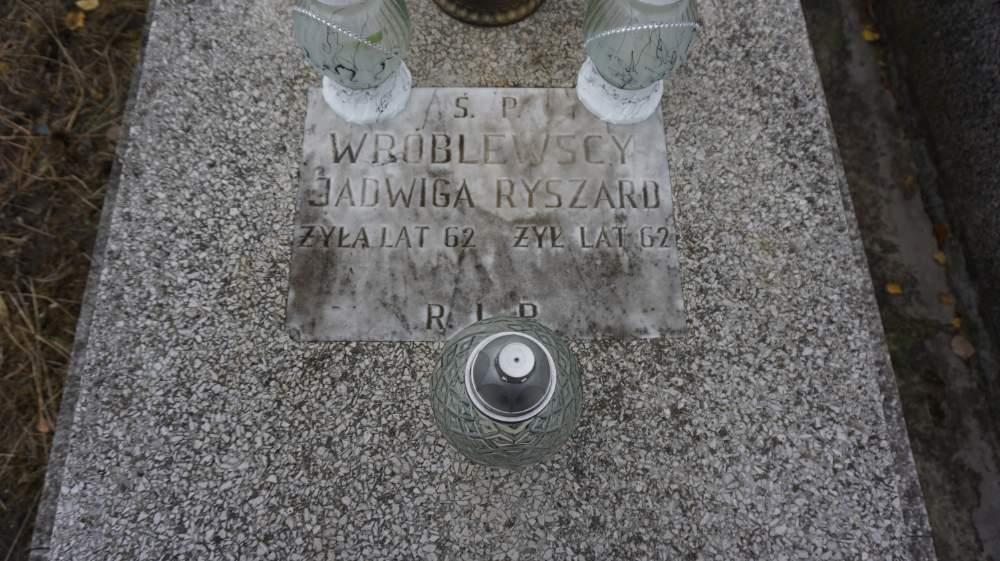 Ś. P.
WRÓBLEWSCY
JADWIGA RYSZARD
ŻYŁA LAT 62 ŻYŁ LAT 62
R. I. P.